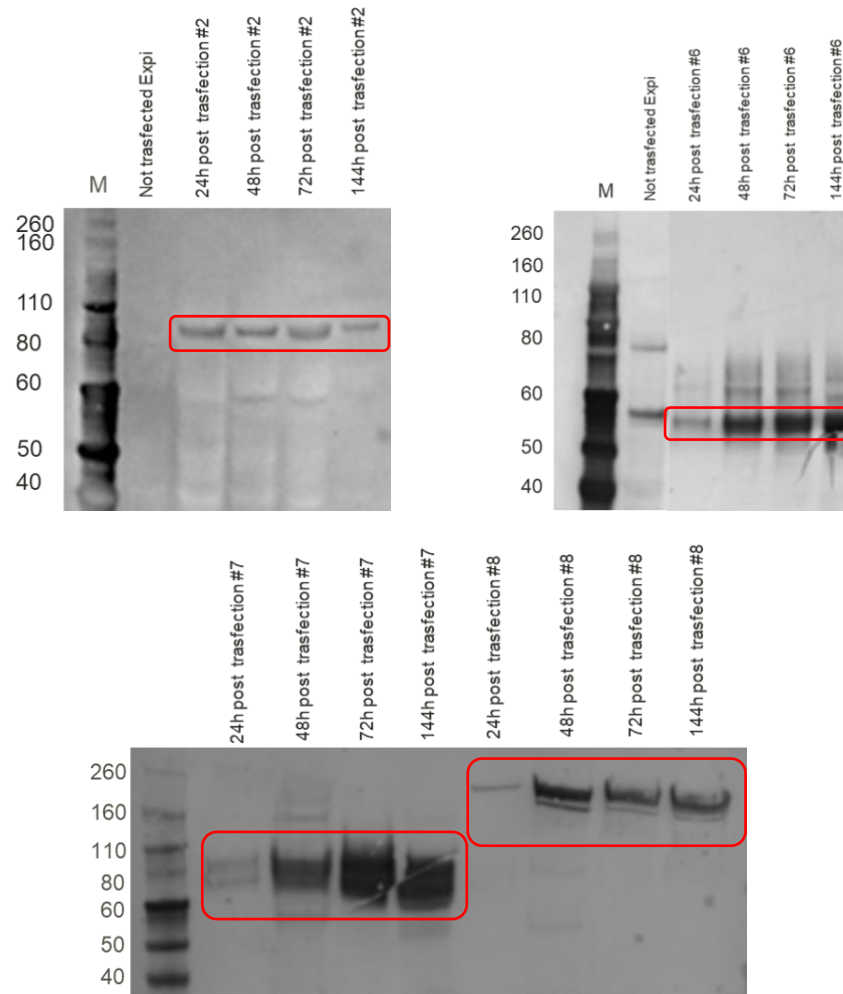 M
Not trasfected Expi
24h post trasfection #2
48h post trasfection #2
72h post trasfection #2
144h post trasfection #2
260
160
110
80
60
50
40
M
Not trasfected Expi
24h post trasfection #6
48h post trasfection #6
72h post trasfection #6
144h post trasfection #6
260
160
110
80
60
50
40
24h post trasfection #7
48h post trasfection #7
72h post trasfection #7
144h post trasfection #7
24h post trasfection #8
48h post trasfection #8
72h post trasfection #8
144h post trasfection #8
260
160
110
80
60
50
40